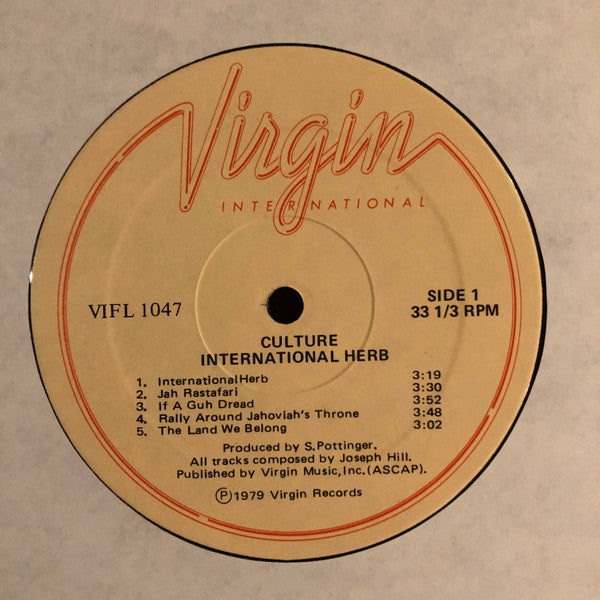 Virgin
INTERNATIONAL
VIFL 1047
SIDE 1
33 1/3 RPM
CULTURE
INTERNATIONAL HERB
1. InternationalHerb 3:19
2. Jah Rastafari 3:30
3. If A Guh Dread 3:52
4. Rally Around Jahoviah's Throne 3:48
5. The Land We Belong 3:02
Produced by S.Pottinger.
All tracks composed by Joseph Hill.
Published by Virgin Music,Inc.(ASCAP).
Ⓟ1979 Virgin Records